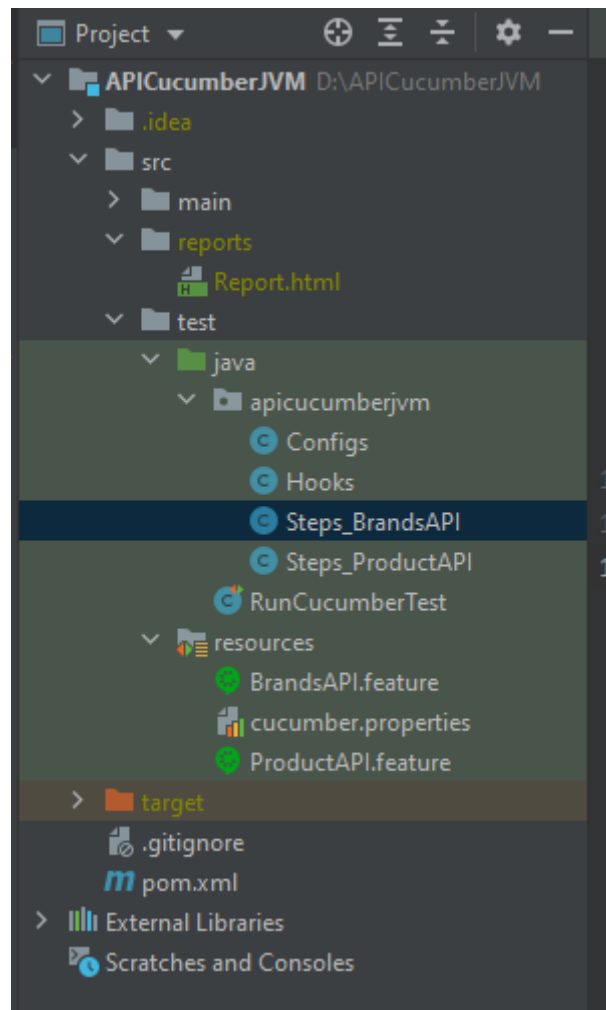 Project
APICucumberJVM D:\APICucumberJVM
.idea
src
main
reports
Report.html
test
java
apicucumberjvm
Configs
Hooks
Steps_BrandsAPI
Steps_ProductAPI
RunCucumberTest
resources
BrandsAPI.feature
cucumber.properties
ProductAPI.feature
target
.gitignore
m pom.xml
External Libraries
Scratches and Consoles